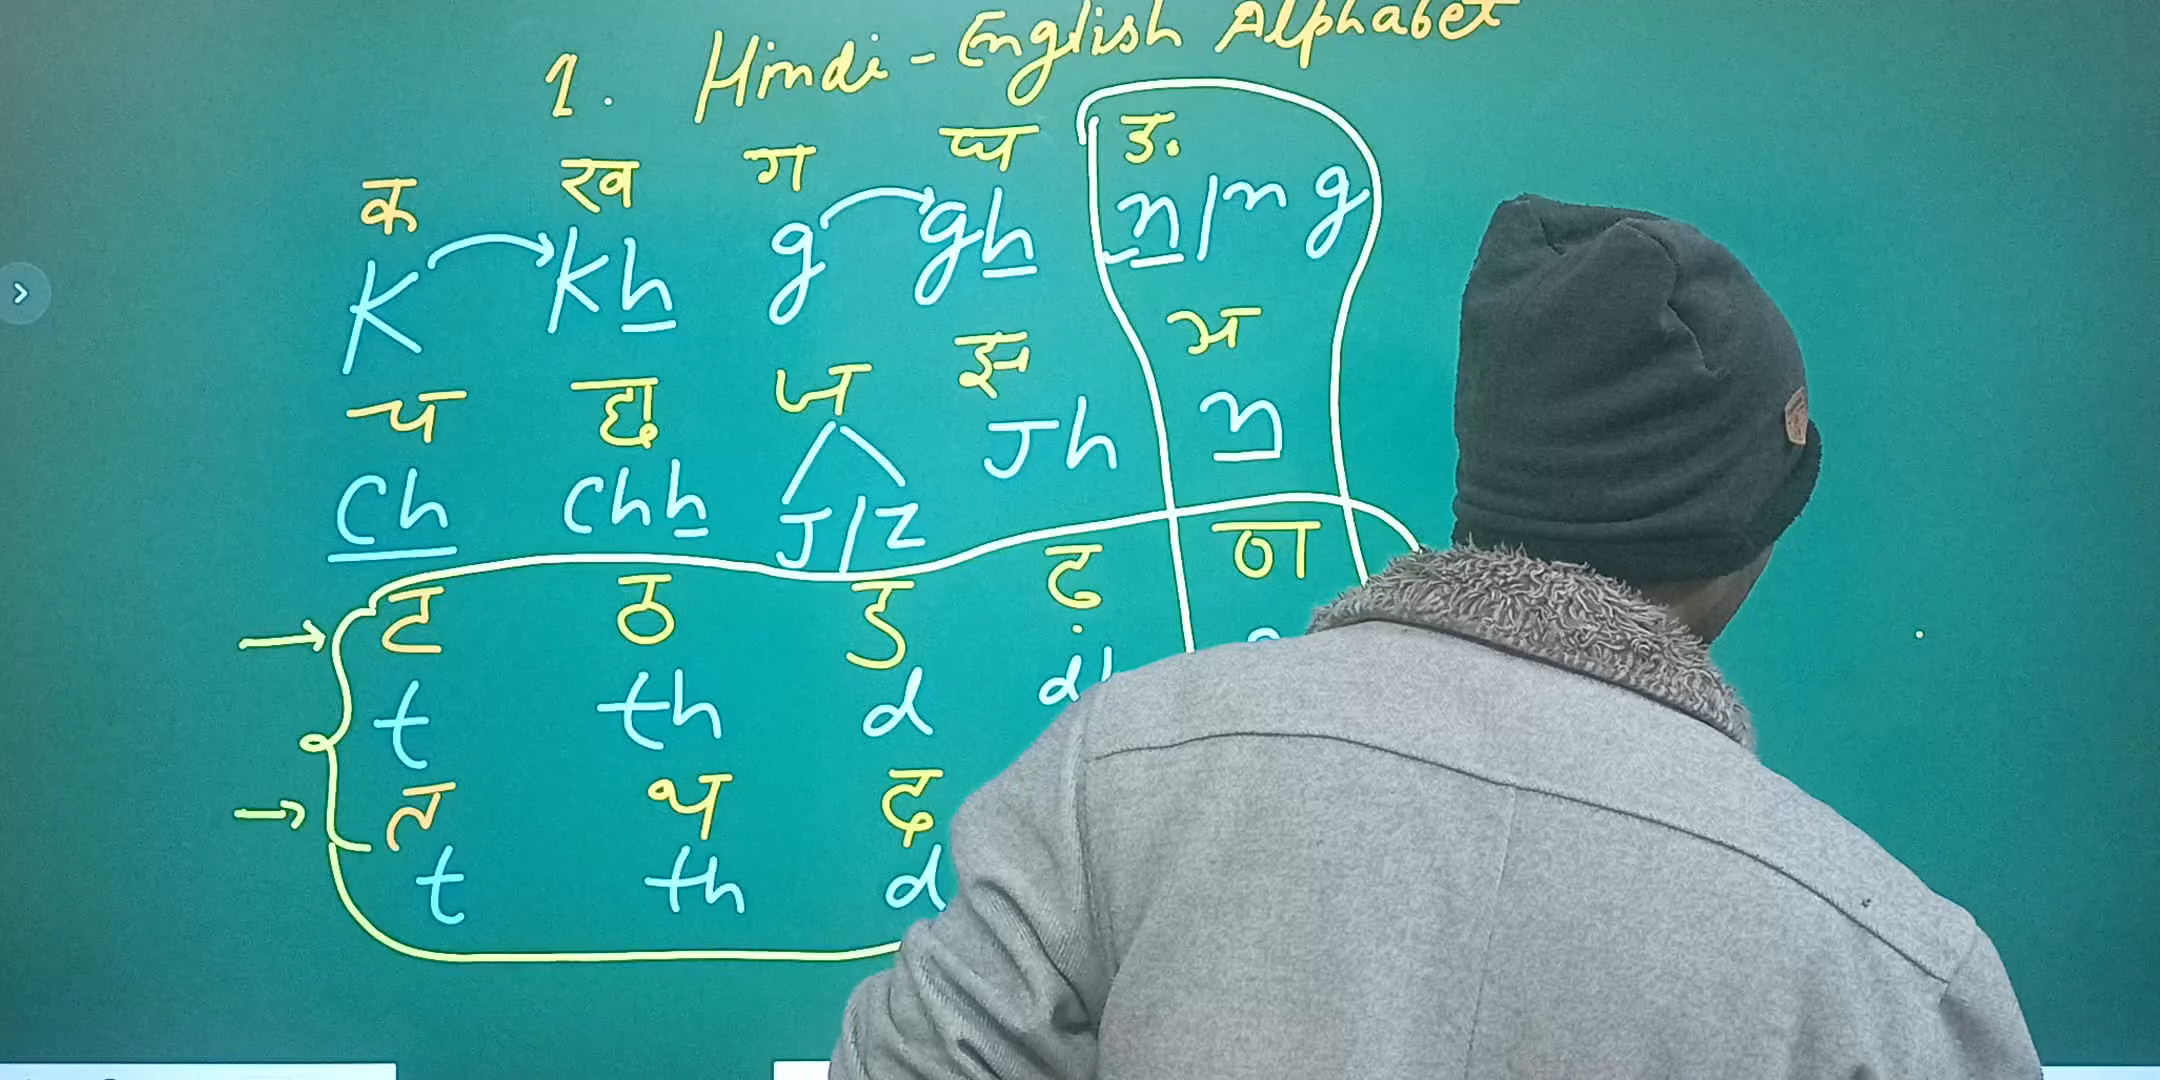 1. Hindi-English Alphabet
क ख ग घ ङ
K Kh g gh n/ng
च छ ज झ ञ
ch chh J/Z Jh n
ट ठ ड ढ ण
t th d
त थ द
t th d